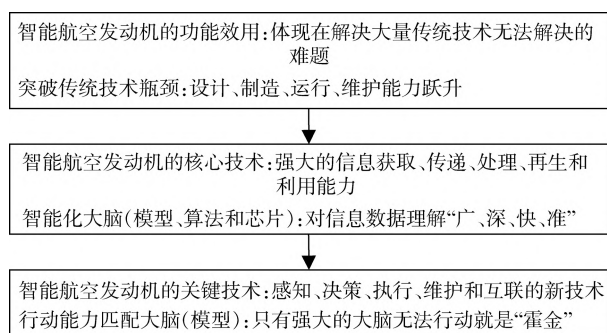 智能航空发动机的功能效用:体现在解决大量传统技术无法解决的
难题
突破传统技术瓶颈:设计、制造、运行、维护能力跃升
智能航空发动机的核心技术:强大的信息获取、传递、处理、再生和
利用能力
智能化大脑(模型、算法和芯片):对信息数据理解“广、深、快、准”
智能航空发动机的关键技术:感知、决策、执行、维护和互联的新技术
行动能力匹配大脑(模型):只有强大的大脑无法行动就是“霍金”